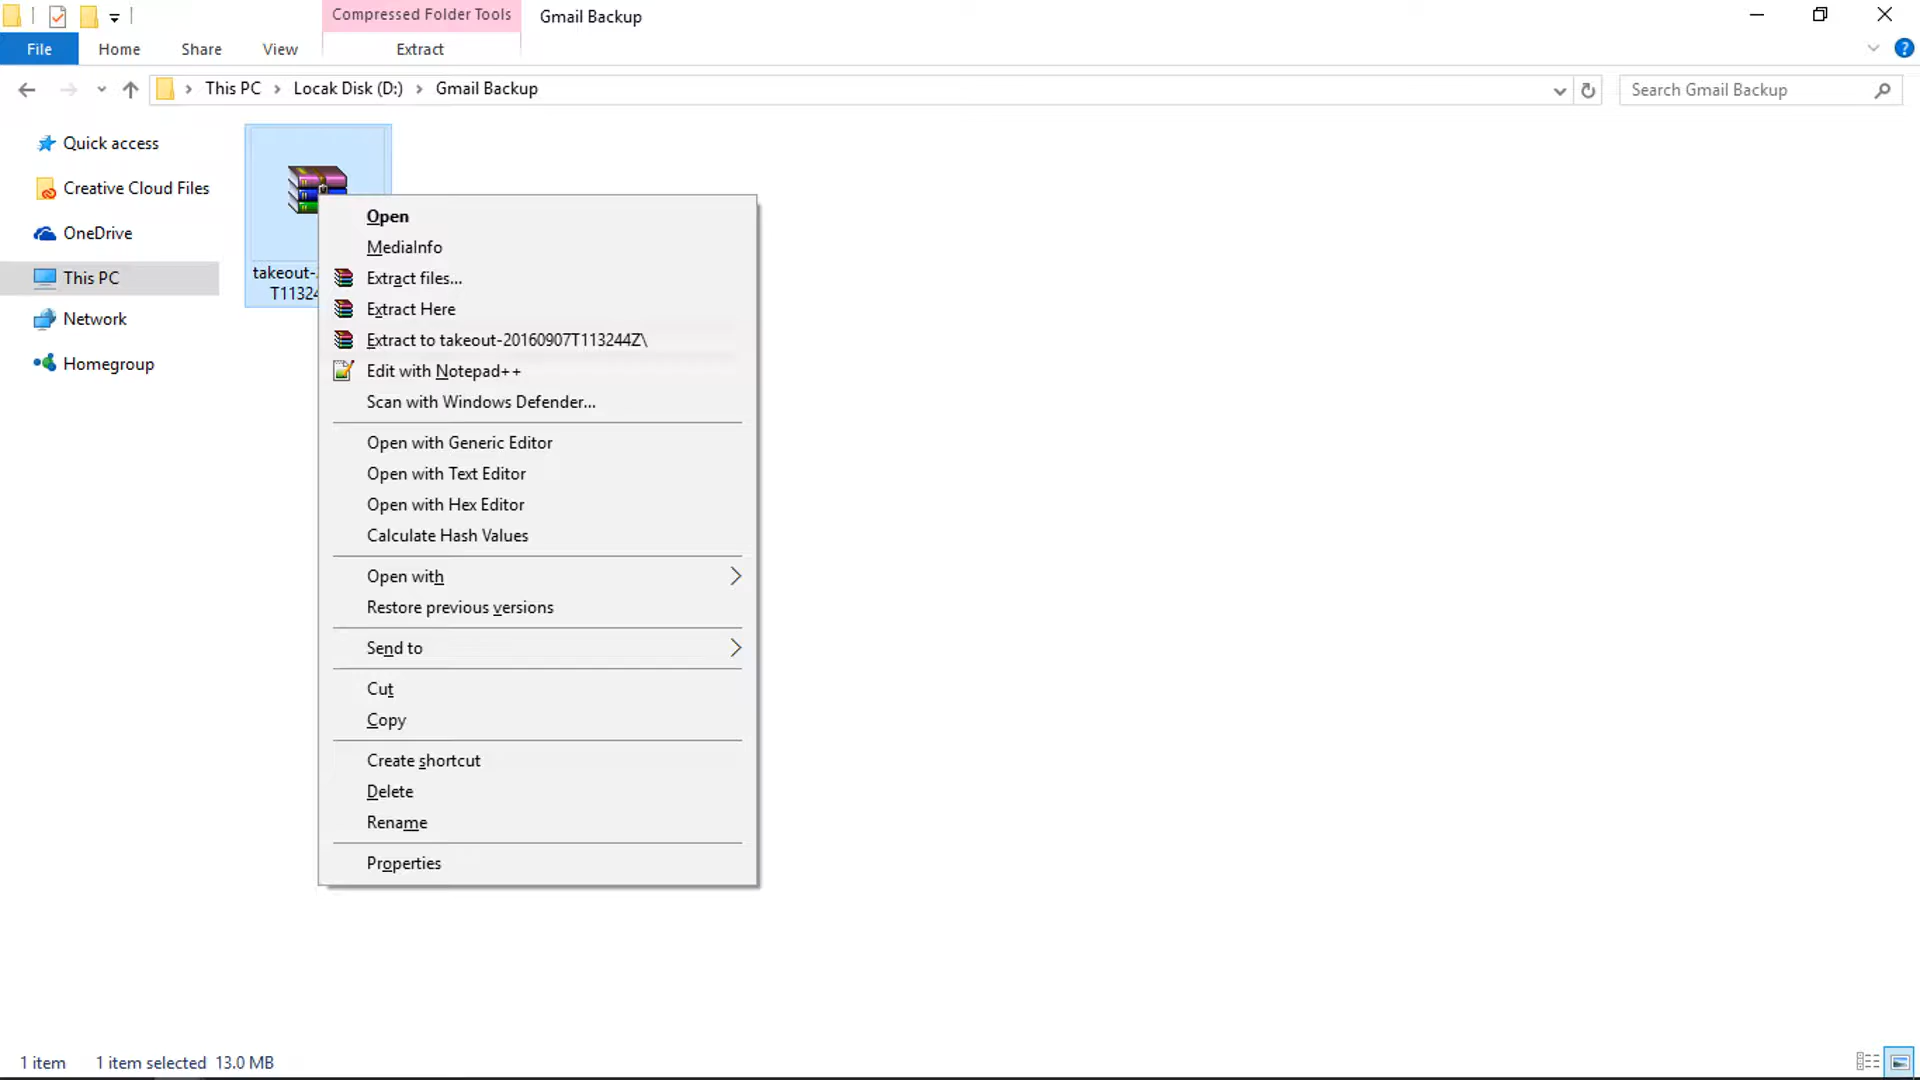 Compressed Folder Tools
Gmail Backup
File
Home
Share
View
Extract
This PC
Locak Disk (D:)
Gmail Backup
Search Gmail Backup
Quick access
Creative Cloud Files
OneDrive
This PC
Network
Homegroup
takeout-
T11324
Open
MediaInfo
Extract files...
Extract Here
Extract to takeout-20160907T113244Z\
Edit with Notepad++
Scan with Windows Defender...
Open with Generic Editor
Open with Text Editor
Open with Hex Editor
Calculate Hash Values
Open with
Restore previous versions
Send to
Cut
Copy
Create shortcut
Delete
Rename
Properties
1 item
1 item selected 13.0 MB